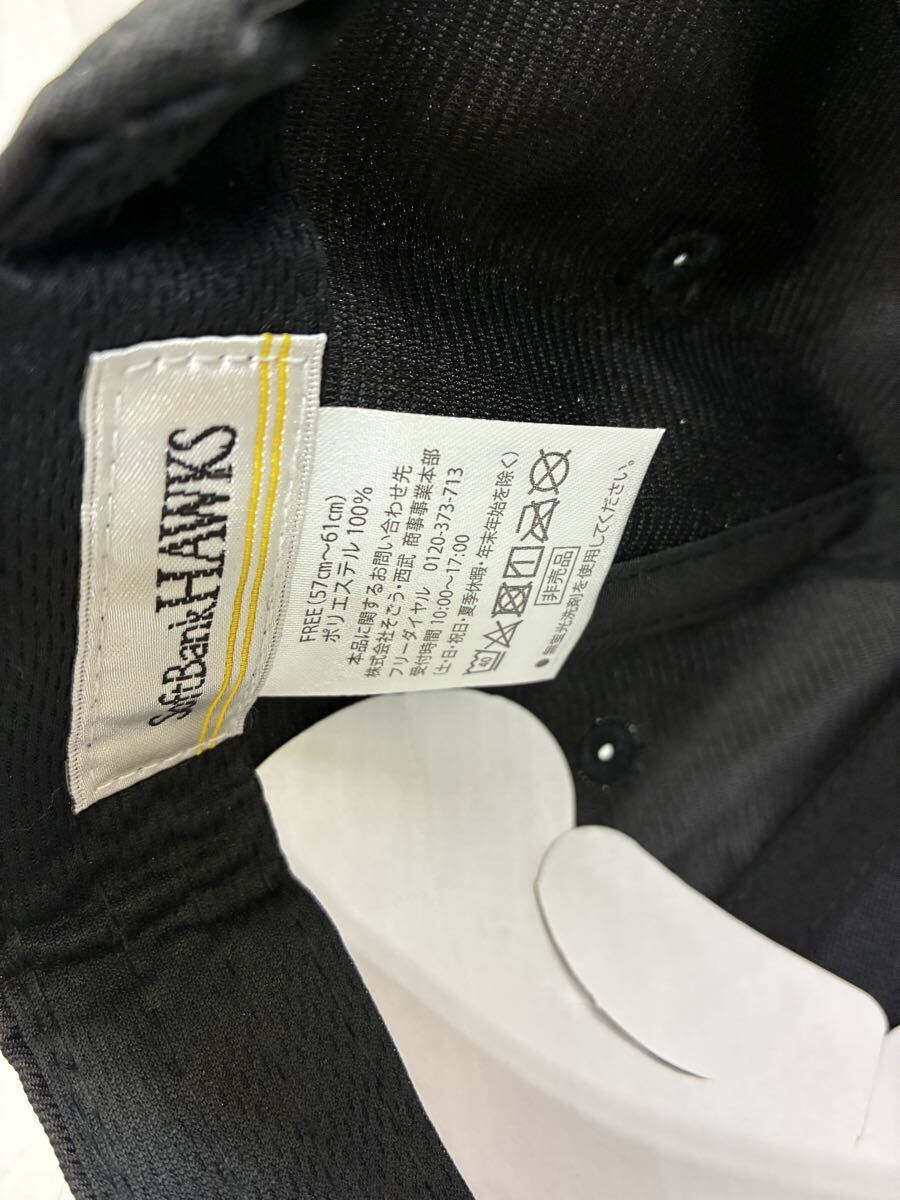 SoftBank HAWKS
FREE(57cm～61cm)
ポリエステル 100%
本品に関するお問い合わせ先
株式会社そごう・西武 商事事業本部
フリーダイヤル 0120-373-713
受付時間 10:00～17:00
(土・日・祝日・夏季休暇・年末年始を除く)
40
非売品
●無蛍光洗剤を使用してください。